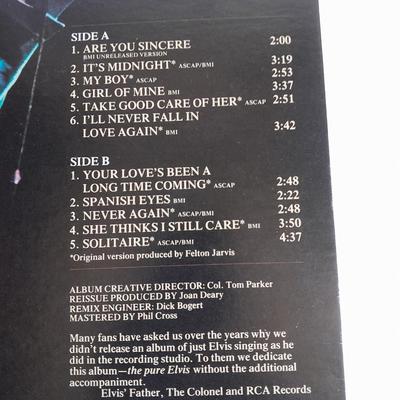 SIDE A
1. ARE YOU SINCERE 2:00
BMI UNRELEASED VERSION
2. IT'S MIDNIGHT* ASCAP/BMI 3:19
3. MY BOY* ASCAP 2:53
4. GIRL OF MINE BMI 3:37
5. TAKE GOOD CARE OF HER* ASCAP 2:51
6. I'LL NEVER FALL IN
LOVE AGAIN* BMI 3:42
SIDE B
1. YOUR LOVE'S BEEN A
LONG TIME COMING* ASCAP 2:48
2. SPANISH EYES BMI 2:22
3. NEVER AGAIN* ASCAP/BMI 2:48
4. SHE THINKS I STILL CARE* BMI 3:50
5. SOLITAIRE* ASCAP/BMI 4:37
*Original version produced by Felton Jarvis
ALBUM CREATIVE DIRECTOR: Col. Tom Parker
REISSUE PRODUCED BY Joan Deary
REMIX ENGINEER: Dick Bogert
MASTERED BY Phil Cross
Many fans have asked us over the years why we
didn't release an album of just Elvis singing as he
did in the recording studio. To them we dedicate
this album—the pure Elvis without the additional
accompaniment.
Elvis' Father, The Colonel and RCA Records